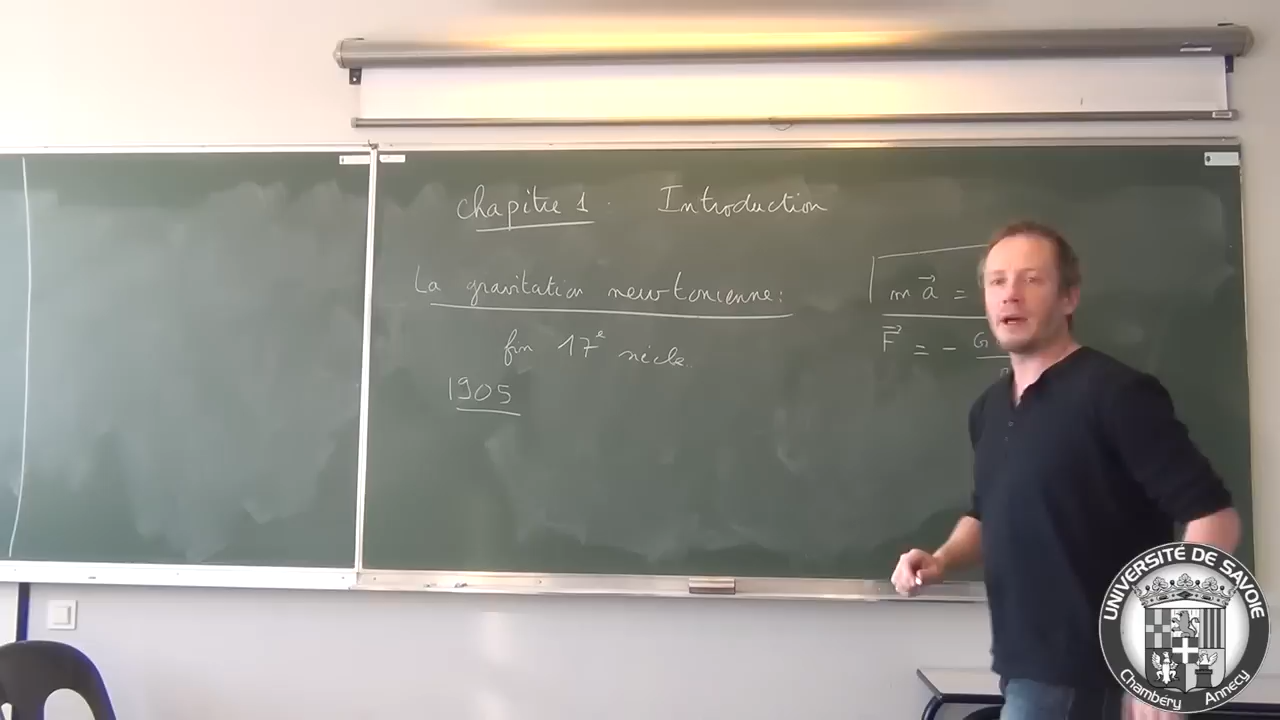 Chapitre 1 : Introduction
La gravitation newtonienne :
fin 17e siècle
1905
m a =
F = - G
UNIVERSITÉ DE SAVOIE
Chambéry Annecy